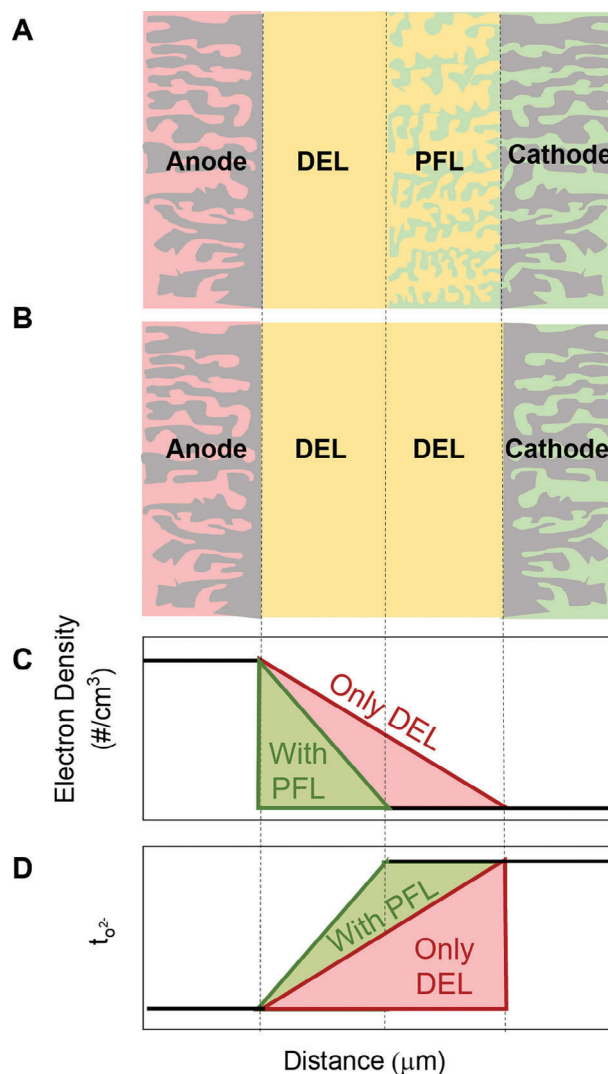 A
Anode DEL PFL Cathode
B
Anode DEL DEL Cathode
C
Electron Density
(#/cm³)
Only DEL
With
PFL
D
t_O²⁻
With PFL
Only
DEL
Distance (μm)